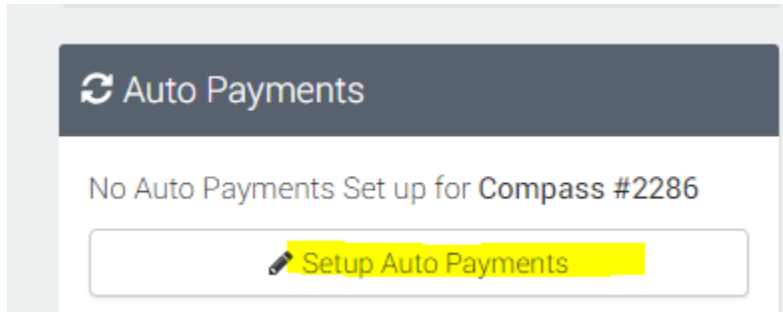 Auto Payments
No Auto Payments Set up for Compass #2286
Setup Auto Payments